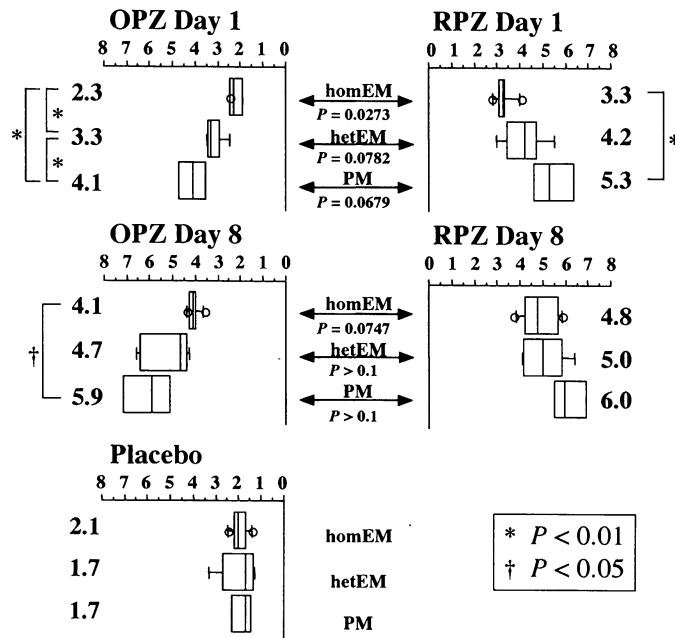 OPZ Day 1 RPZ Day 1
8 7 6 5 4 3 2 1 0 0 1 2 3 4 5 6 7 8
2.3 homEM 3.3
* P = 0.0273
* 3.3 hetEM 4.2 *
* P = 0.0782
4.1 PM 5.3
P = 0.0679
OPZ Day 8 RPZ Day 8
8 7 6 5 4 3 2 1 0 0 1 2 3 4 5 6 7 8
4.1 homEM 4.8
P = 0.0747
† 4.7 hetEM 5.0
P > 0.1
5.9 PM 6.0
P > 0.1
Placebo
8 7 6 5 4 3 2 1 0
2.1 homEM
1.7 hetEM
1.7 PM
* P < 0.01
† P < 0.05